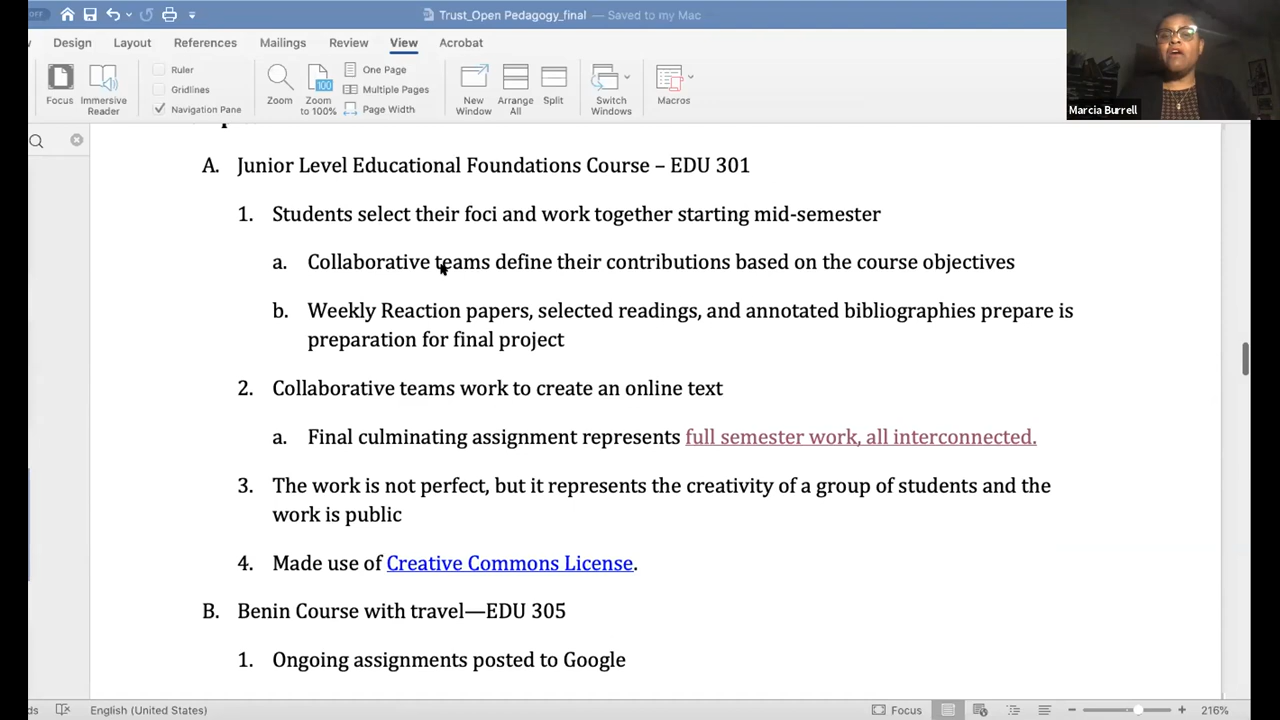 Trust_Open Pedagogy_final — Saved to my Mac
Design Layout References Mailings Review View Acrobat
Focus
Immersive
Reader
Ruler
Gridlines
Navigation Pane
Zoom
Zoom
to 100%
100
One Page
Multiple Pages
Page Width
New
Window
Arrange
All
Split
Switch
Windows
Macros
Marcia Burrell
A. Junior Level Educational Foundations Course – EDU 301
1. Students select their foci and work together starting mid-semester
a. Collaborative teams define their contributions based on the course objectives
b. Weekly Reaction papers, selected readings, and annotated bibliographies prepare is
preparation for final project
2. Collaborative teams work to create an online text
a. Final culminating assignment represents full semester work, all interconnected.
3. The work is not perfect, but it represents the creativity of a group of students and the
work is public
4. Made use of Creative Commons License.
B. Benin Course with travel—EDU 305
1. Ongoing assignments posted to Google
ds English (United States) Focus 216%